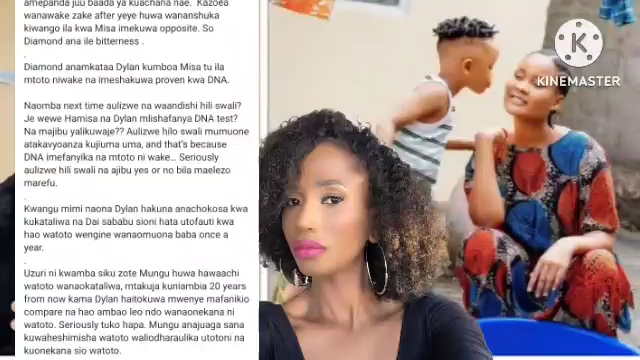 amepanda juu baada ya kuachana nae. Kazoea
wanawake zake after yeye huwa wananshuka
kiwango ila kwa Misa imekuwa opposite. So
Diamond ana ile bitterness .
.
Diamond anamkataa Dylan kumboa Misa tu ila
mtoto niwake na imeshakuwa proven kwa DNA.
Naomba next time aulizwe na waandishi hili swali?
Je wewe Hamisa na Dylan mlishafanya DNA test?
Na majibu yalikuwaje?? Aulizwe hilo swali mumuone
atakavyoanza kujiuma uma, and that's because
DNA imefanyika na mtoto ni wake... Seriously
aulizwe hili swali na ajibu yes or no bila maelezo
marefu.
.
Kwangu mimi naona Dylan hakuna anachokosa kwa
kukataliwa na Dai sababu sioni hata utofauti kwa
hao watoto wengine wanaomuona baba once a
year.
.
Uzuri ni kwamba siku zote Mungu huwa hawaachi
watoto wanaokataliwa, mtakuja kuniambia 20 years
from now kama Dylan haitokuwa mwenye mafanikio
compare na hao ambao leo ndo wanaonekana ni
watoto. Seriously tuko hapa. Mungu anajuaga sana
kuwaheshimisha watoto waliodharaulika utotoni na
kuonekana sio watoto.
K
KINEMASTER